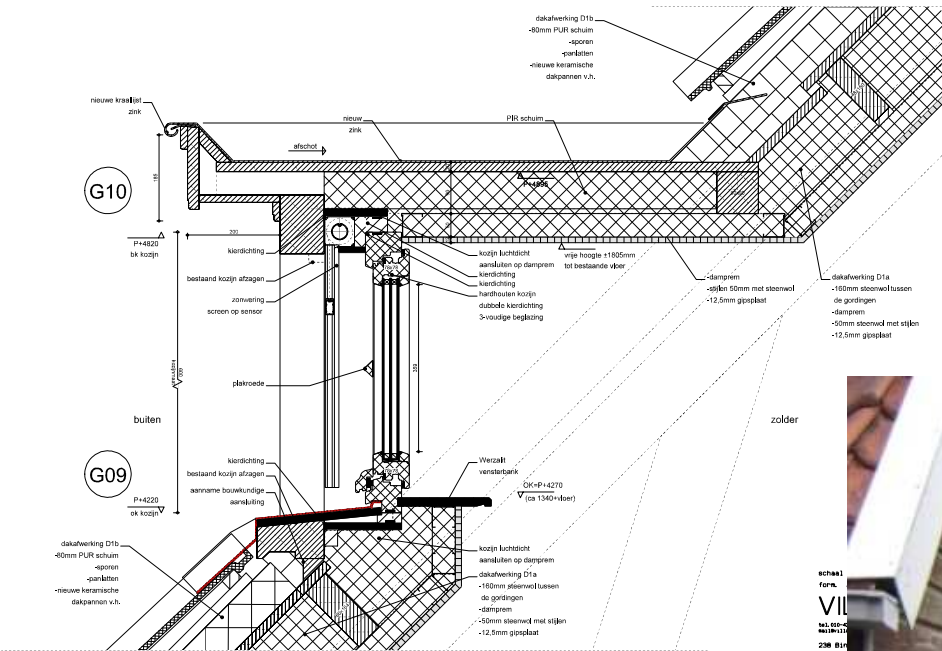 dakafwerking D1b
-80mm PUR schuim
-sporen
-panlatten
-nieuwe keramische
dakpannen v.h.
nieuwe kraallijst
zink
nieuw
zink
PIR schuim
afschot
G10
165
P+4895
200
P+4820
bk kozijn
kierdichting
bestaand kozijn afzagen
zonwering
screen op sensor
kozijn luchtdicht
aansluiten op damprem
kierdichting
kierdichting
hardhouten kozijn
dubbele kierdichting
3-voudige beglazing
vrije hoogte ±1805mm
tot bestaande vloer
-damprem
-stijlen 50mm met steenwol
-12,5mm gipsplaat
dakafwerking D1a
-160mm steenwol tussen
de gordingen
-damprem
-50mm steenwol met stijlen
-12,5mm gipsplaat
600
359
plakroede
buiten
zolder
G09
kierdichting
bestaand kozijn afzagen
aanname bouwkundige
aansluiting
Werzalit
vensterbank
OK=P+4270
(ca 1340+vloer)
P+4220
ok kozijn
dakafwerking D1b
-80mm PUR schuim
-sporen
-panlatten
-nieuwe keramische
dakpannen v.h.
kozijn luchtdicht
aansluiten op damprem
dakafwerking D1a
-160mm steenwol tussen
de gordingen
-damprem
-50mm steenwol met stijlen
-12,5mm gipsplaat
schaal
form.
VIL